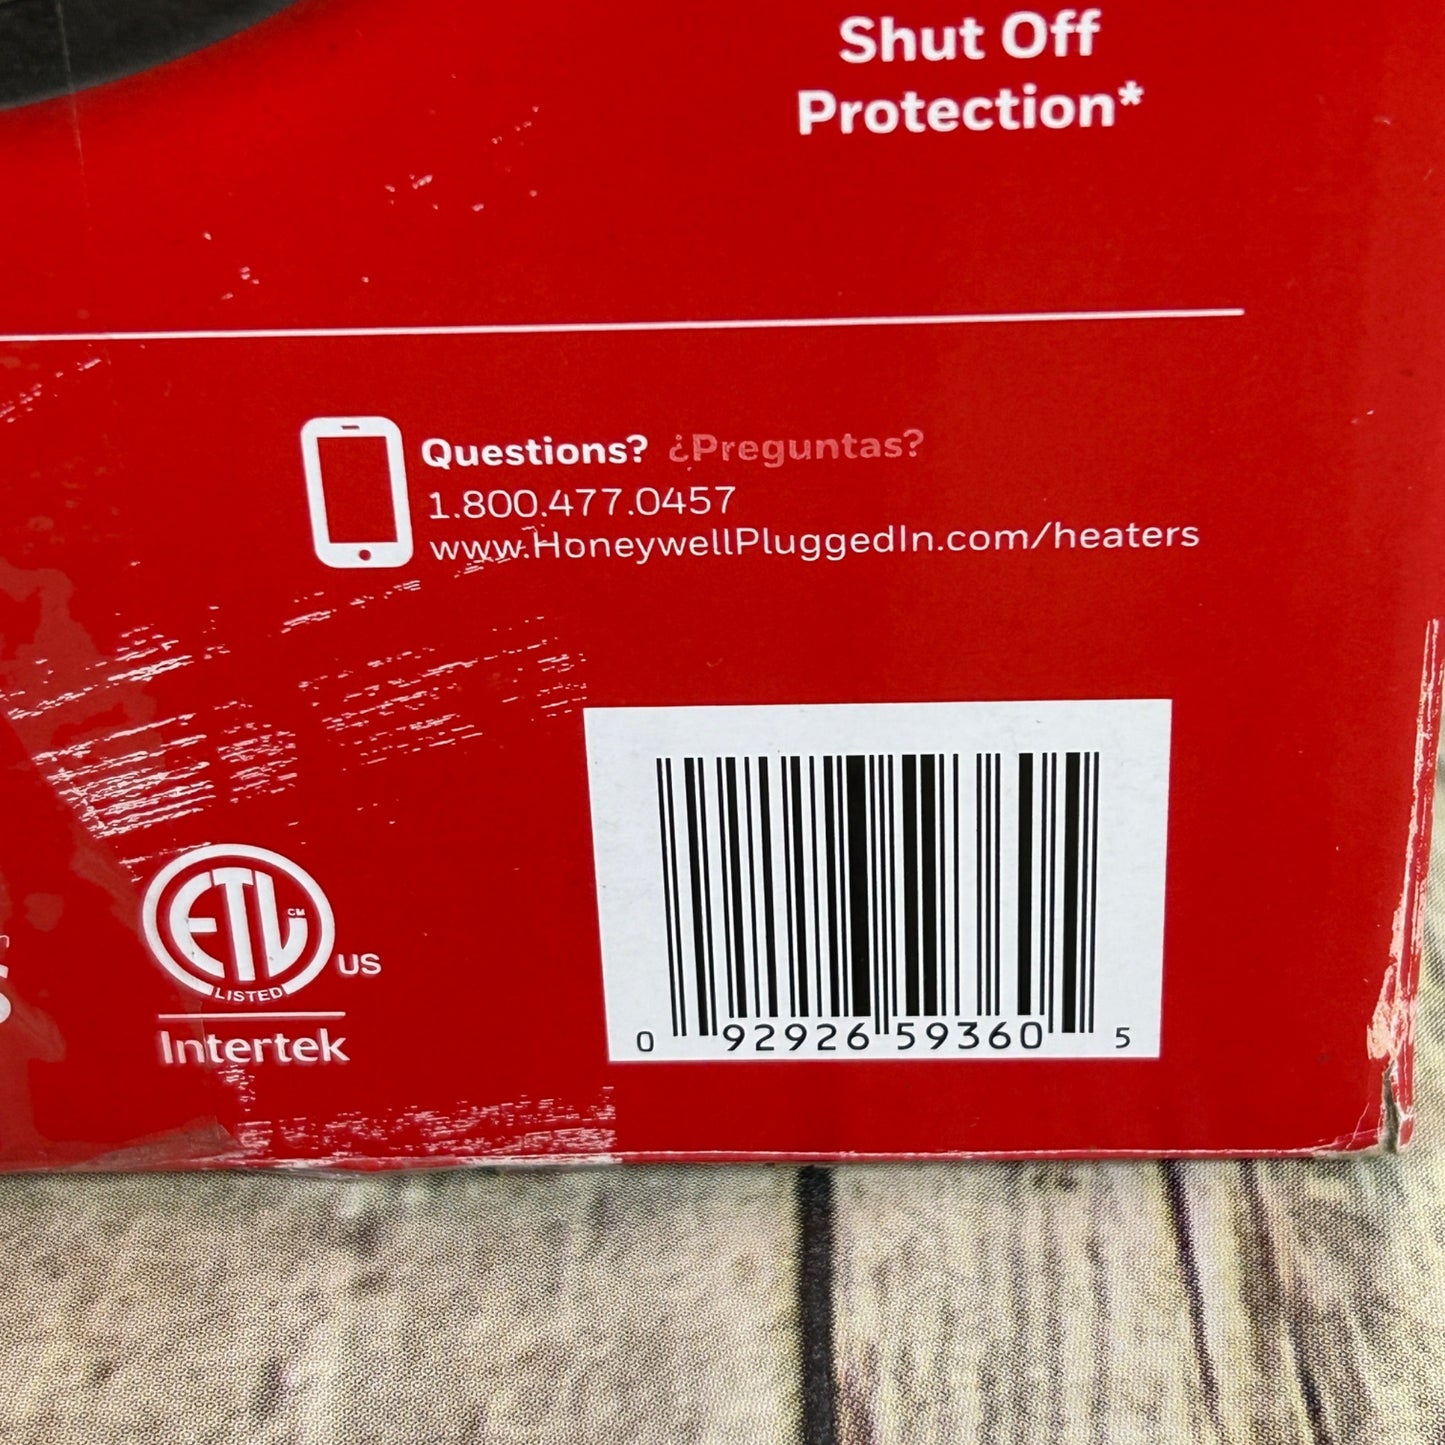 Shut Off
Protection*
Questions? ¿Preguntas?
1.800.477.0457
www.HoneywellPluggedIn.com/heaters
ETL CM
LISTED
US
Intertek
0 92926 59360 5